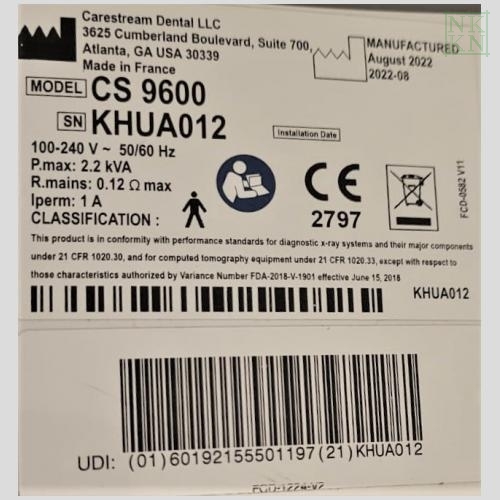 Carestream Dental LLC
3625 Cumberland Boulevard, Suite 700,
Atlanta, GA USA 30339
Made in France
MANUFACTURED
August 2022
2022-08
MODEL CS 9600
SN KHUA012
Installation Date
100-240 V ~ 50/60 Hz
P.max: 2.2 kVA
R.mains: 0.12 Ω max
Iperm: 1 A
CLASSIFICATION :
CE
2797
FCD-0582 V11
This product is in conformity with performance standards for diagnostic x-ray systems and their major components
under 21 CFR 1020.30, and for computed tomography equipment under 21 CFR 1020.33, except with respect to
those characteristics authorized by Variance Number FDA-2018-V-1901 effective June 15, 2018
KHUA012
UDI: (01)60192155501197(21)KHUA012
FCD-1224-V2
NK
KN